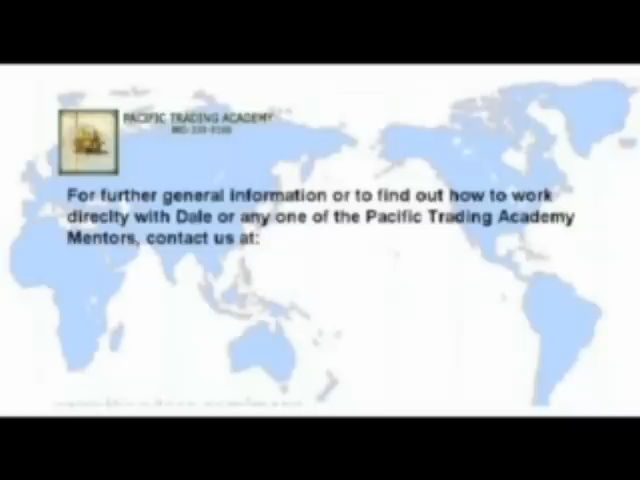 PACIFIC TRADING ACADEMY
For further general information or to find out how to work
direclty with Dale or any one of the Pacific Trading Academy
Mentors, contact us at: